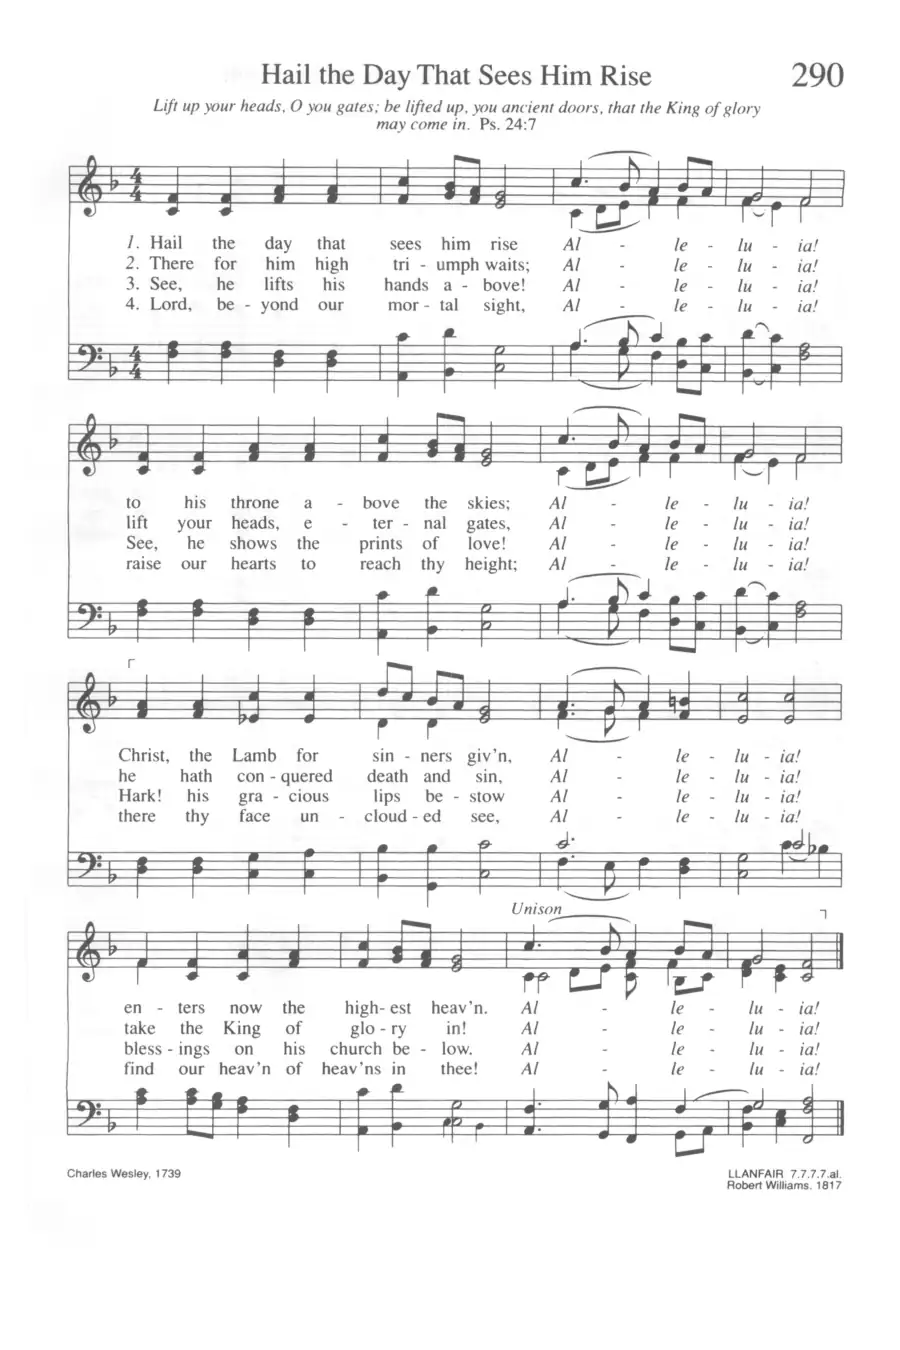 Hail the Day That Sees Him Rise 290
Lift up your heads, O you gates; be lifted up, you ancient doors, that the King of glory
may come in. Ps. 24:7
1. Hail the day that sees him rise Al - le - lu - ia!
2. There for him high tri - umph waits; Al - le - lu - ia!
3. See, he lifts his hands a - bove! Al - le - lu - ia!
4. Lord, be - yond our mor - tal sight, Al - le - lu - ia!
to his throne a - bove the skies; Al - le - lu - ia!
lift your heads, e - ter - nal gates, Al - le - lu - ia!
See, he shows the prints of love! Al - le - lu - ia!
raise our hearts to reach thy height; Al - le - lu - ia!
Christ, the Lamb for sin - ners giv'n, Al - le - lu - ia!
he hath con - quered death and sin, Al - le - lu - ia!
Hark! his gra - cious lips be - stow Al - le - lu - ia!
there thy face un - cloud - ed see, Al - le - lu - ia!
Unison
en - ters now the high - est heav'n. Al - le - lu - ia!
take the King of glo - ry in! Al - le - lu - ia!
bless - ings on his church be - low. Al - le - lu - ia!
find our heav'n of heav'ns in thee! Al - le - lu - ia!
Charles Wesley, 1739
LLANFAIR 7.7.7.7.al.
Robert Williams, 1817